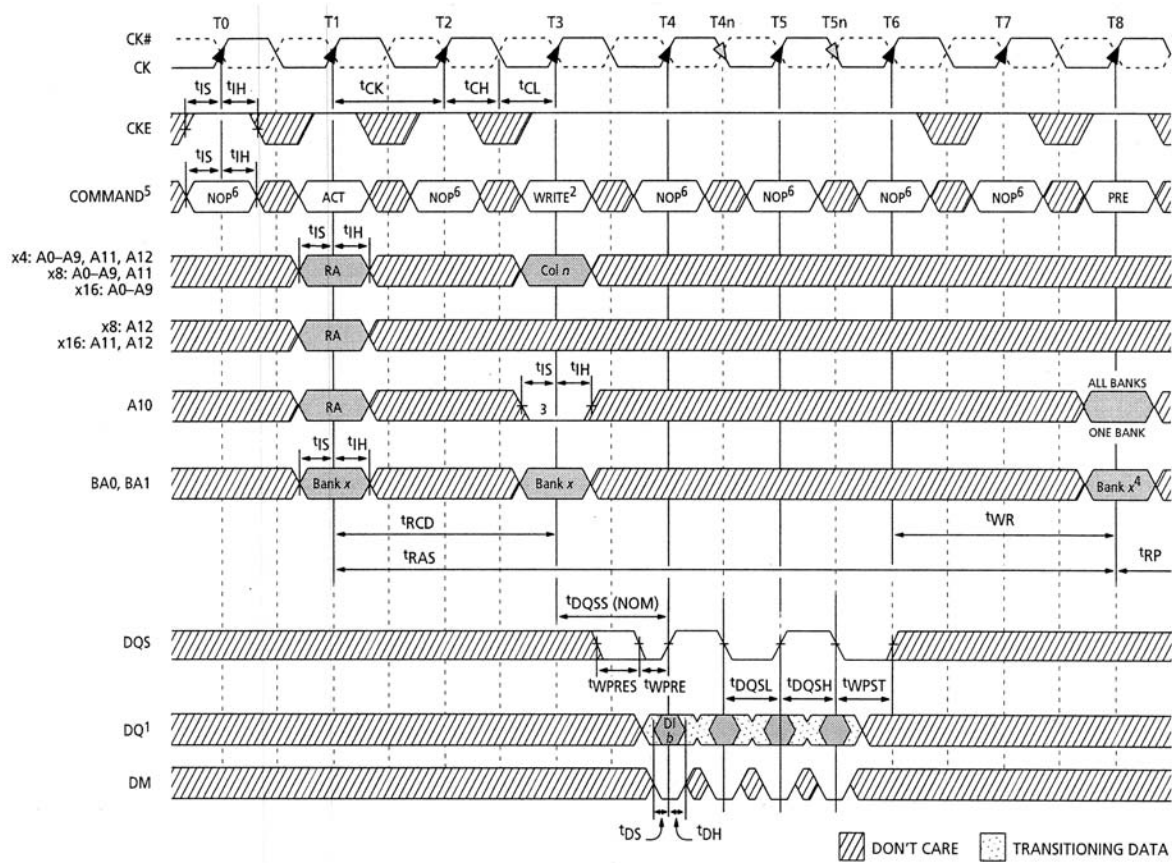 T0 T1 T2 T3 T4 T4n T5 T5n T6 T7 T8
CK#
CK
tIS tIH tCK tCH tCL
CKE
tIS tIH
COMMAND5 NOP6 ACT NOP6 WRITE2 NOP6 NOP6 NOP6 NOP6 PRE
tIS tIH
x4: A0–A9, A11, A12
x8: A0–A9, A11
x16: A0–A9
RA Col n
x8: A12
x16: A11, A12
RA
tIS tIH
ALL BANKS
A10 RA 3
ONE BANK
tIS tIH
BA0, BA1 Bank x Bank x Bank x4
tRCD tWR
tRAS tRP
tDQSS (NOM)
DQS
tWPRES tWPRE tDQSL tDQSH tWPST
DQ1 DI
b
DM
tDS tDH
DON'T CARE TRANSITIONING DATA